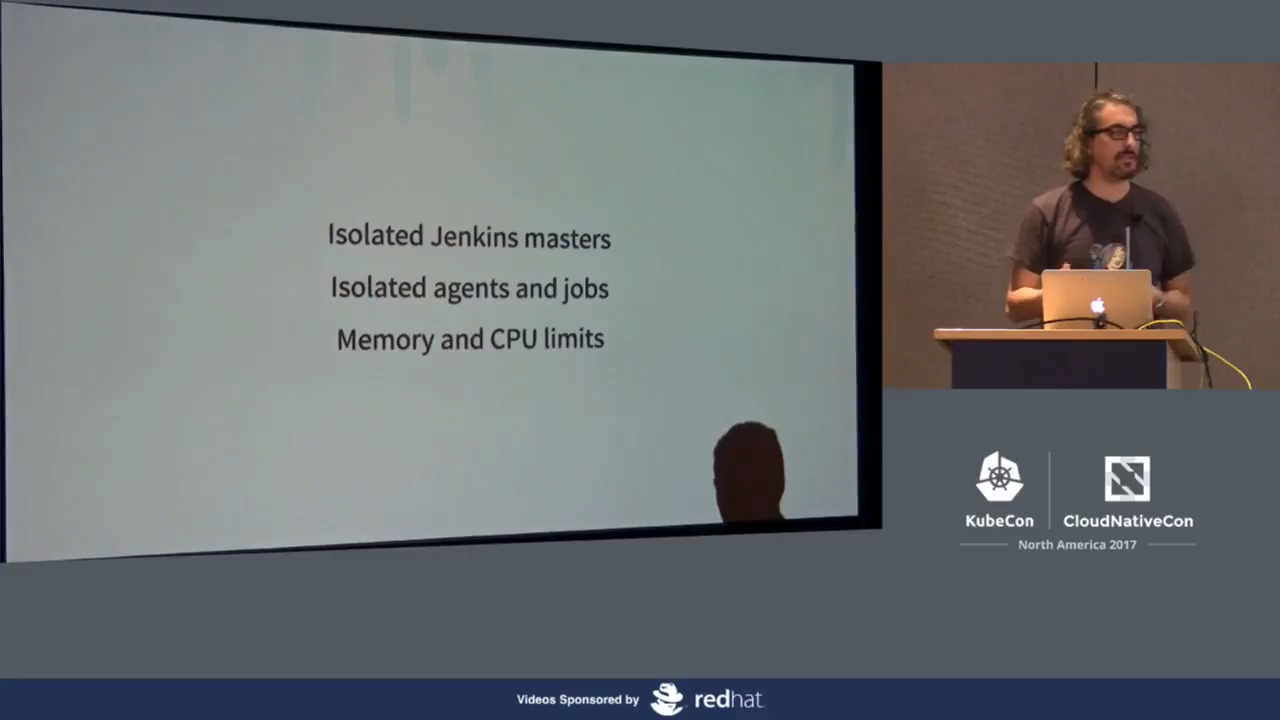 Isolated Jenkins masters
Isolated agents and jobs
Memory and CPU limits
KubeCon
CloudNativeCon
North America 2017
Videos Sponsored by
redhat.